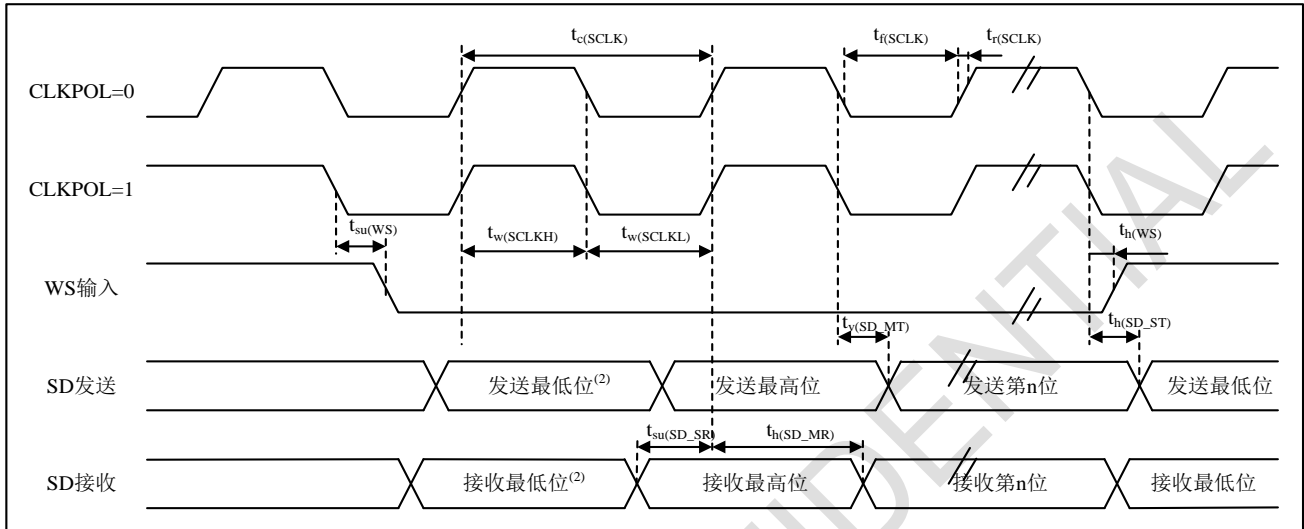 tc(SCLK)
tf(SCLK)
tr(SCLK)
CLKPOL=0
CLKPOL=1
tsu(WS)
tw(SCLKH)
tw(SCLKL)
th(WS)
WS输入
tv(SD_MT)
th(SD_ST)
SD发送
发送最低位(2)
发送最高位
发送第n位
发送最低位
tsu(SD_SR)
th(SD_MR)
SD接收
接收最低位(2)
接收最高位
接收第n位
接收最低位